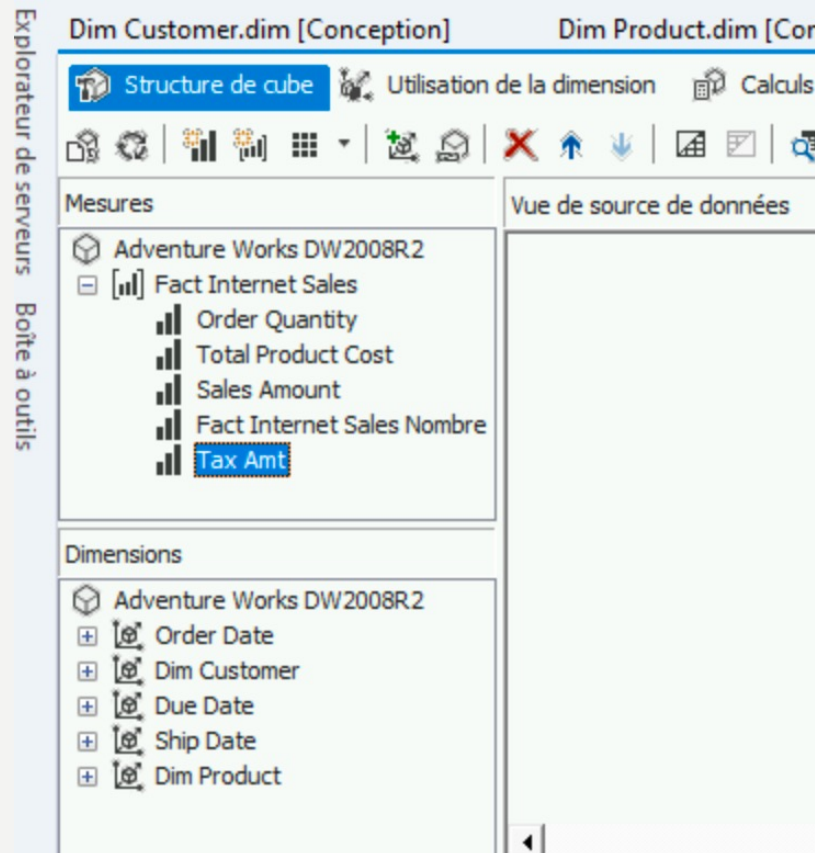 Explorateur de serveurs
Boîte à outils
Dim Customer.dim [Conception]
Dim Product.dim [Con
Structure de cube
Utilisation de la dimension
Calculs
Mesures
Vue de source de données
Adventure Works DW2008R2
Fact Internet Sales
Order Quantity
Total Product Cost
Sales Amount
Fact Internet Sales Nombre
Tax Amt
Dimensions
Adventure Works DW2008R2
Order Date
Dim Customer
Due Date
Ship Date
Dim Product